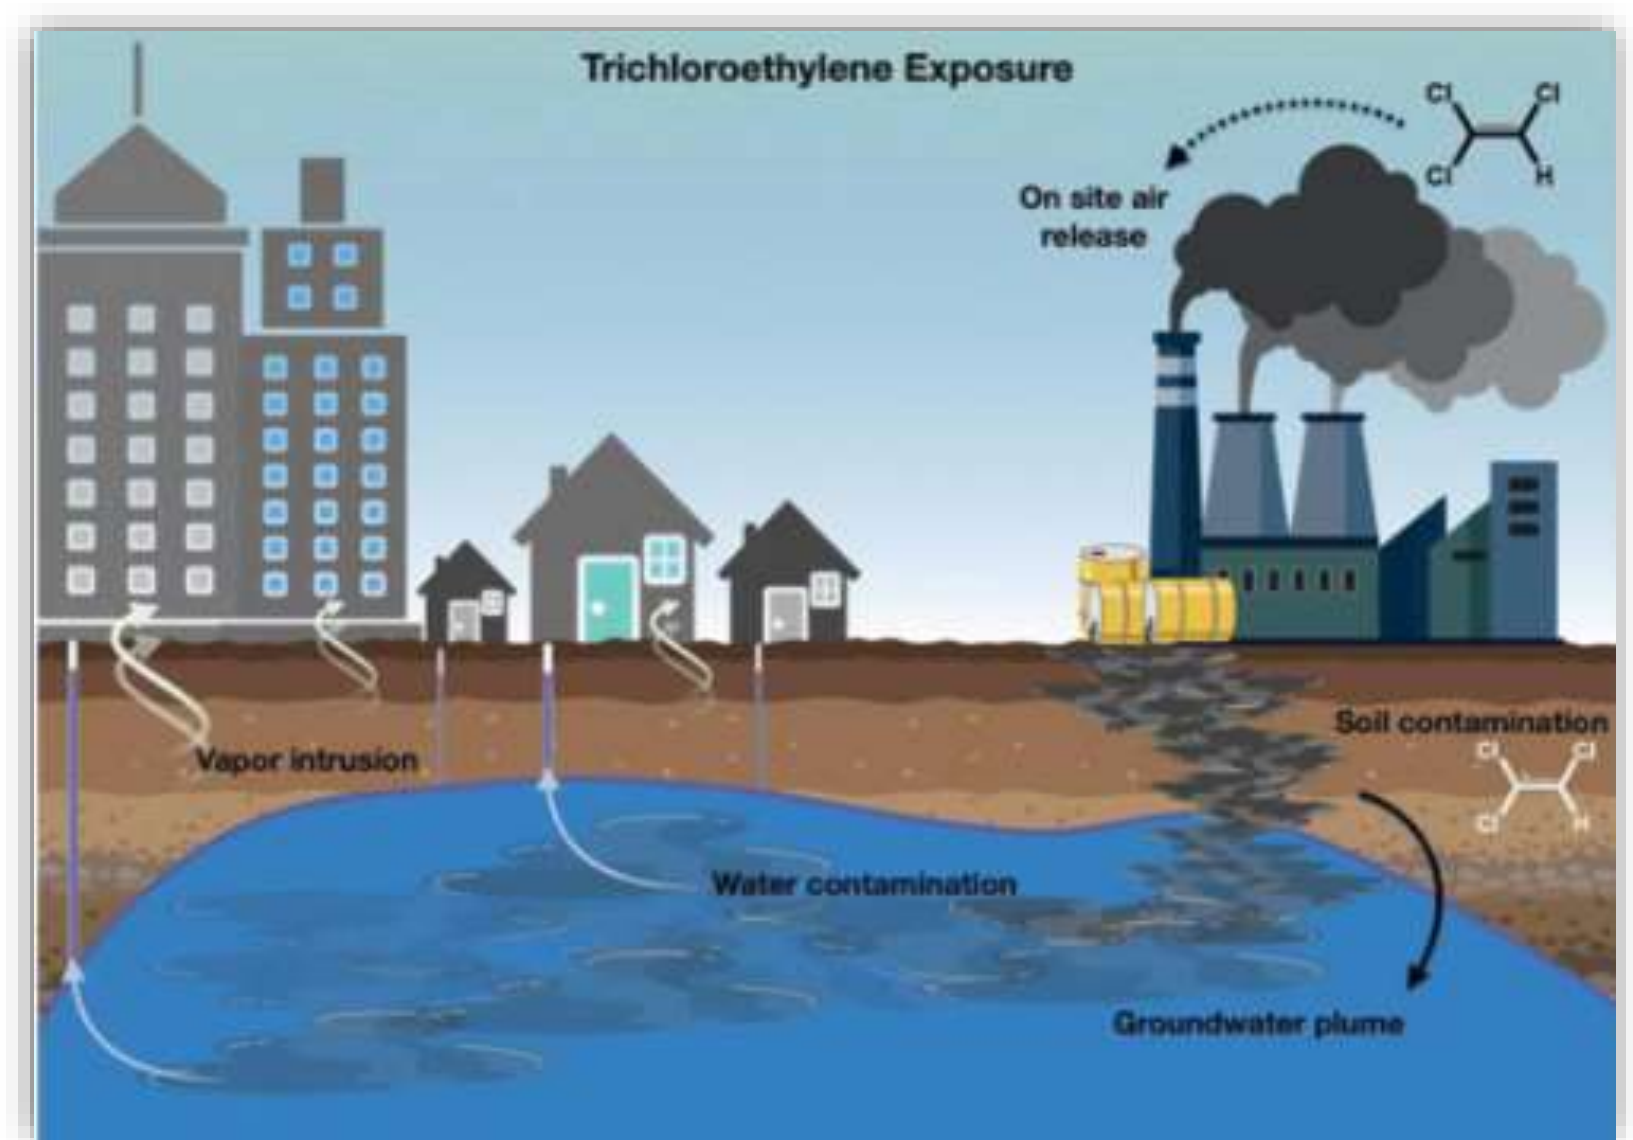 Trichloroethylene Exposure
Cl Cl
Cl H
On site air
release
Soil contamination
Cl Cl
Cl H
Vapor intrusion
Water contamination
Groundwater plume